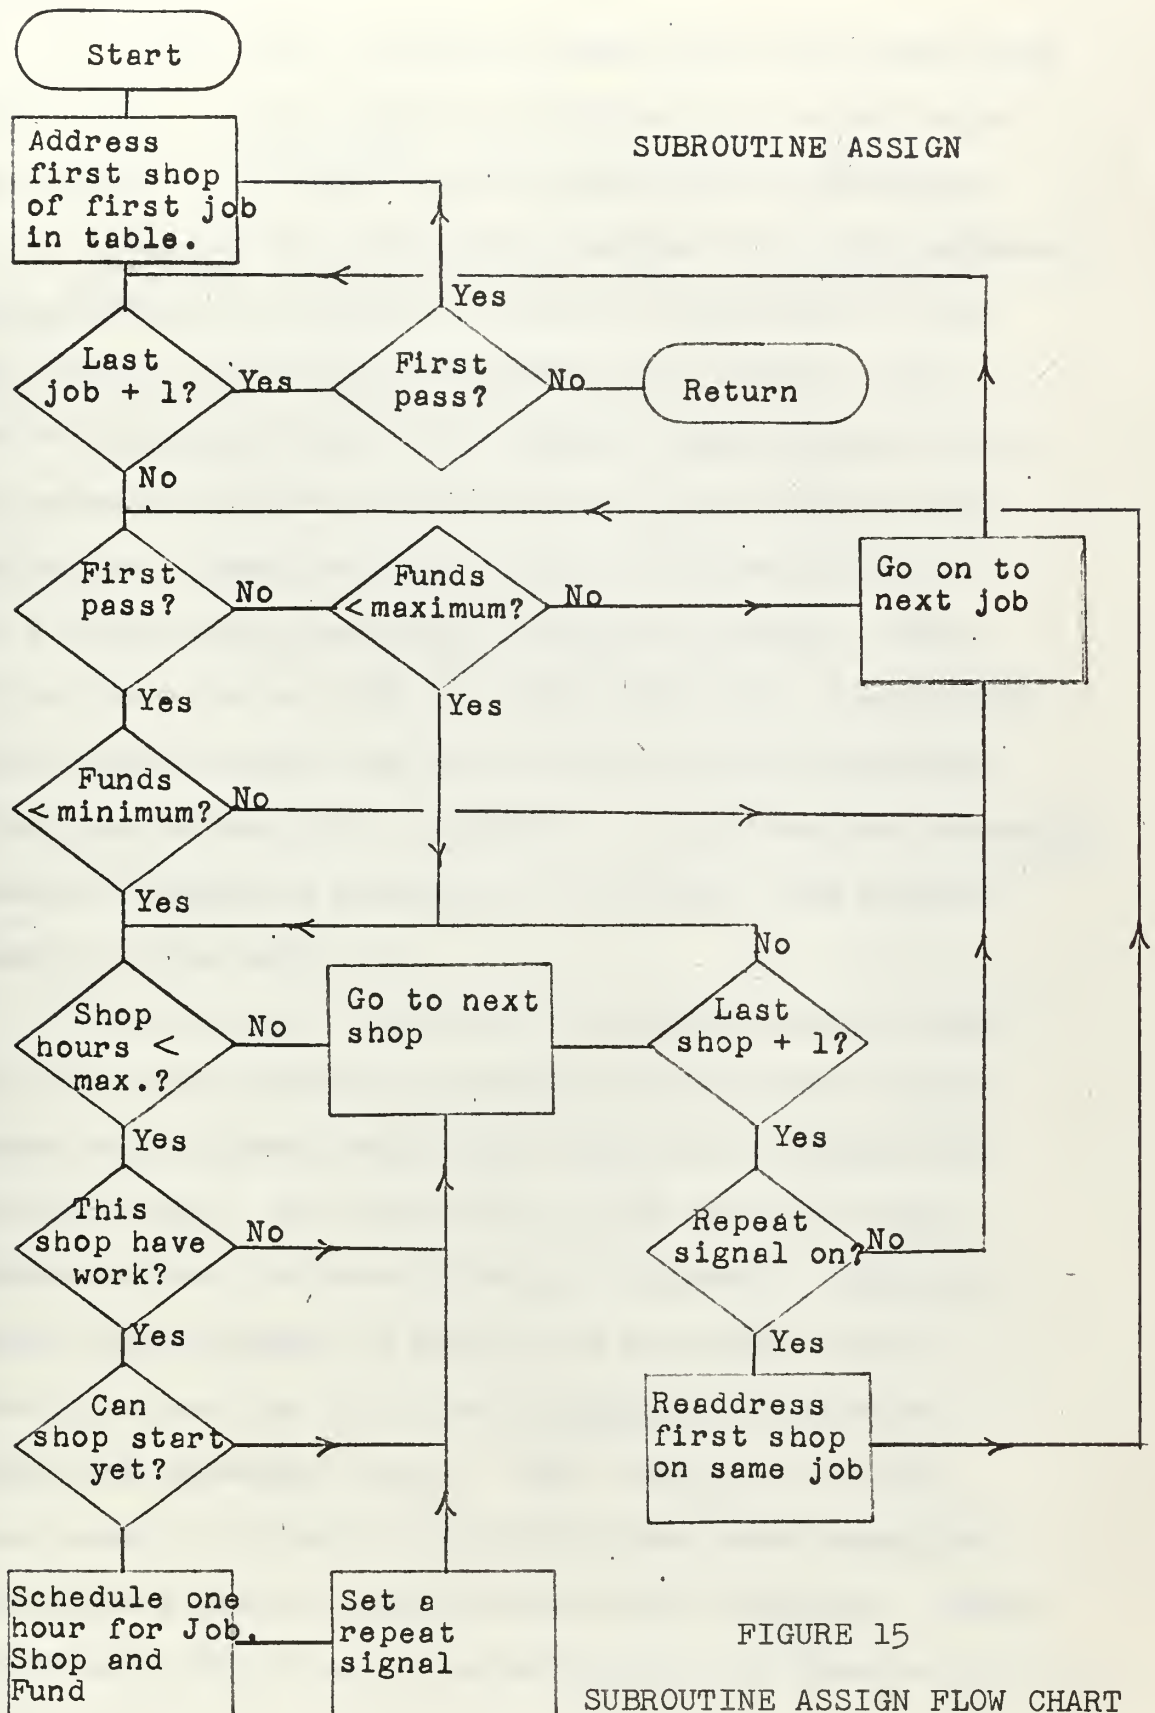 Start
Address
first shop
of first job
in table.
SUBROUTINE ASSIGN
Yes
Last
job + 1?
Yes
First
pass?
No
Return
No
First
pass?
No
Funds
< maximum?
No
Go on to
next job
Yes
Yes
Funds
< minimum?
No
Yes
No
Shop
hours <
max.?
No
Go to next
shop
Last
shop + 1?
Yes
Yes
This
shop have
work?
No
Repeat
signal on?
No
Yes
Yes
Can
shop start
yet?
Readdress
first shop
on same job
Schedule one
hour for Job,
Shop and
Fund
Set a
repeat
signal
FIGURE 15
SUBROUTINE ASSIGN FLOW CHART